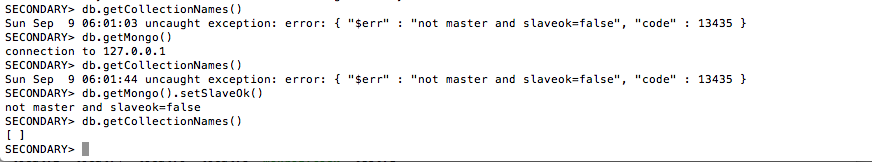 SECONDARY> db.getCollectionNames()
Sun Sep  9 06:01:03 uncaught exception: error: { "$err" : "not master and slaveok=false", "code" : 13435 }
SECONDARY> db.getMongo()
connection to 127.0.0.1
SECONDARY> db.getCollectionNames()
Sun Sep  9 06:01:44 uncaught exception: error: { "$err" : "not master and slaveok=false", "code" : 13435 }
SECONDARY> db.getMongo().setSlaveOk()
not master and slaveok=false
SECONDARY> db.getCollectionNames()
[ ]
SECONDARY>